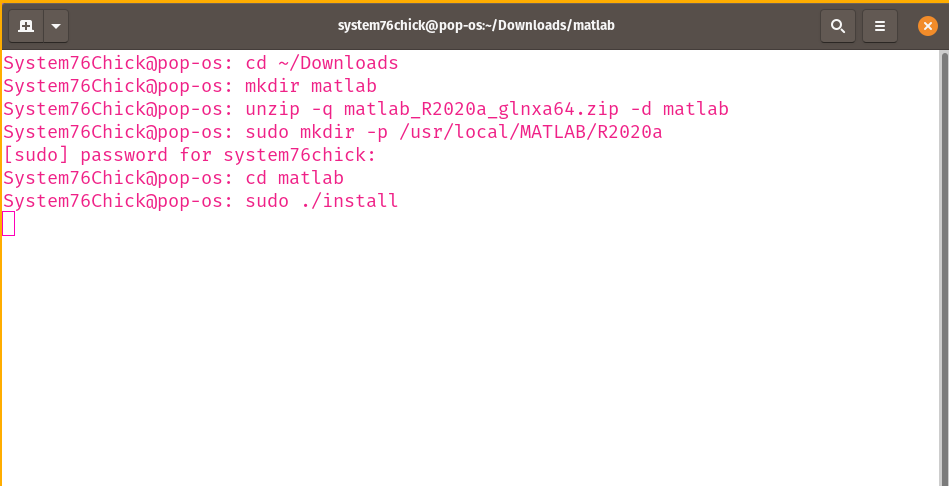 system76chick@pop-os:~/Downloads/matlab
System76Chick@pop-os: cd ~/Downloads
System76Chick@pop-os: mkdir matlab
System76Chick@pop-os: unzip -q matlab_R2020a_glnxa64.zip -d matlab
System76Chick@pop-os: sudo mkdir -p /usr/local/MATLAB/R2020a
[sudo] password for system76chick:
System76Chick@pop-os: cd matlab
System76Chick@pop-os: sudo ./install